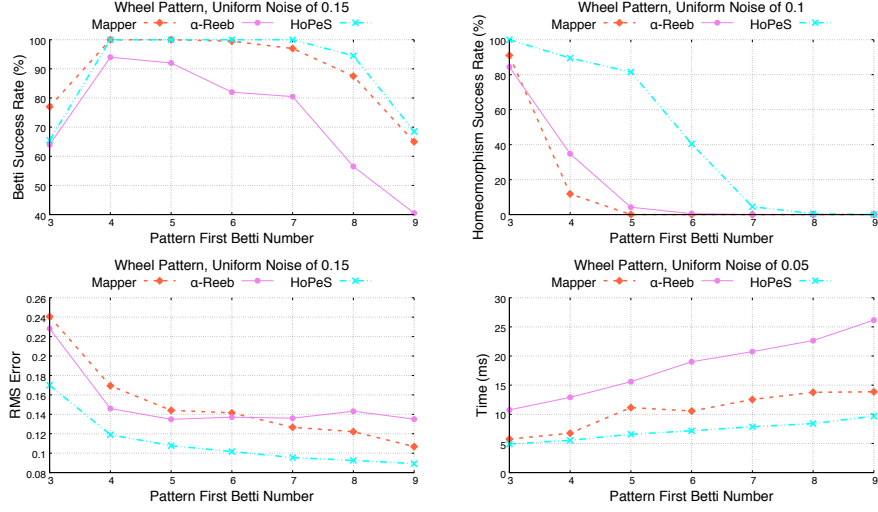 Wheel Pattern, Uniform Noise of 0.15
Mapper α-Reeb HoPeS
Betti Success Rate (%)
100
90
80
70
60
50
40
3 4 5 6 7 8 9
Pattern First Betti Number
Wheel Pattern, Uniform Noise of 0.1
Mapper α-Reeb HoPeS
Homeomorphism Success Rate (%)
100
80
60
40
20
0
3 4 5 6 7 8 9
Pattern First Betti Number
Wheel Pattern, Uniform Noise of 0.15
Mapper α-Reeb HoPeS
RMS Error
0.26
0.24
0.22
0.2
0.18
0.16
0.14
0.12
0.1
0.08
3 4 5 6 7 8 9
Pattern First Betti Number
Wheel Pattern, Uniform Noise of 0.05
Mapper α-Reeb HoPeS
Time (ms)
30
25
20
15
10
5
0
3 4 5 6 7 8 9
Pattern First Betti Number